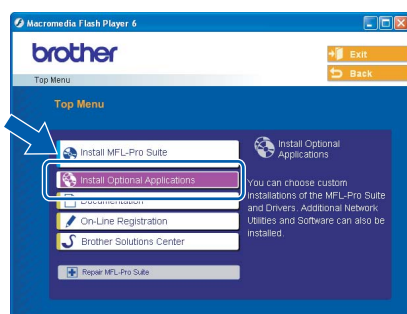 Macromedia Flash Player 6
brother
Exit
Back
Top Menu
Top Menu
Install MFL-Pro Suite
Install Optional Applications
Documentation
On-Line Registration
Brother Solutions Center
Repair MFL-Pro Suite
Install Optional
Applications
You can choose custom
installations of the MFL-Pro Suite
and Drivers. Additional Network
Utilities and Software can also be
installed.